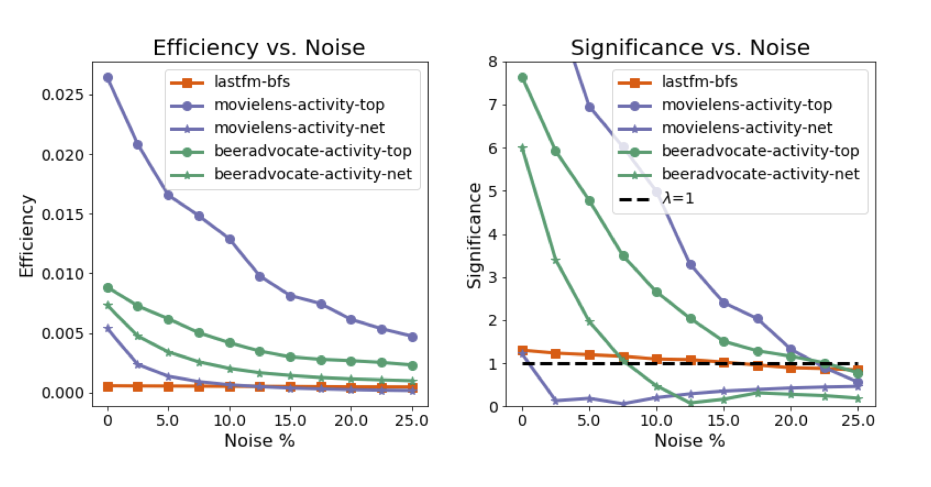 Efficiency vs. Noise
Efficiency
0.025
0.020
0.015
0.010
0.005
0.000
lastfm-bfs
movielens-activity-top
movielens-activity-net
beeradvocate-activity-top
beeradvocate-activity-net
0 5.0 10.0 15.0 20.0 25.0
Noise %
Significance vs. Noise
Significance
8
7
6
5
4
3
2
1
0
lastfm-bfs
movielens-activity-top
movielens-activity-net
beeradvocate-activity-top
beeradvocate-activity-net
λ=1
0 5.0 10.0 15.0 20.0 25.0
Noise %